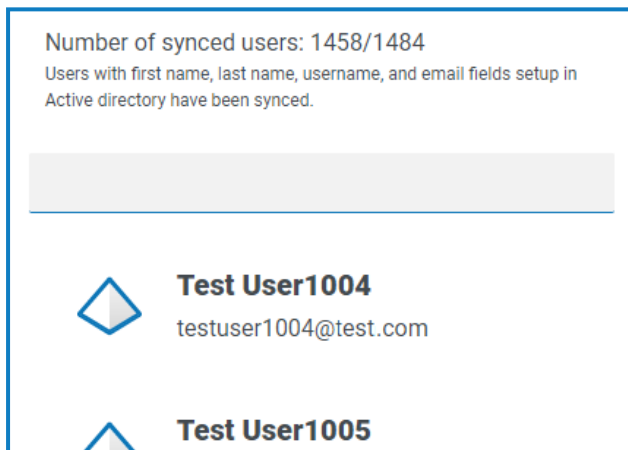 Number of synced users: 1458/1484
Users with first name, last name, username, and email fields setup in
Active directory have been synced.
Test User1004
testuser1004@test.com
Test User1005